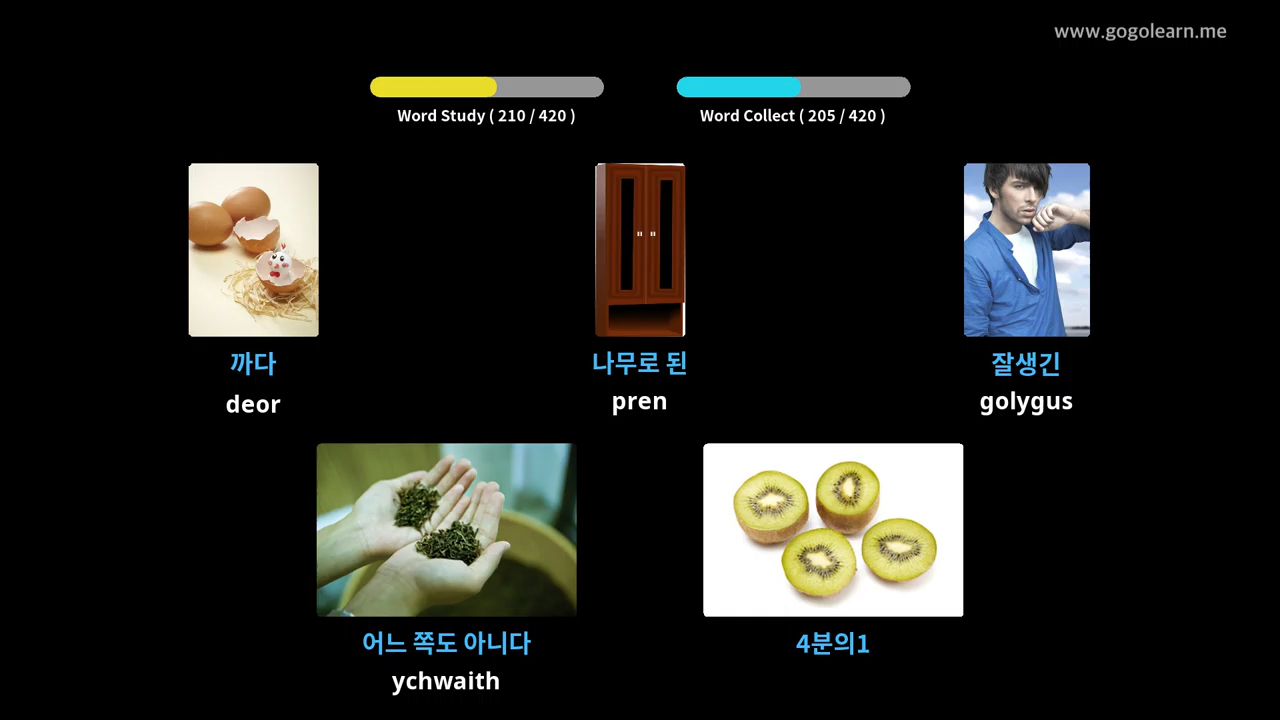 www.gogolearn.me
Word Study ( 210 / 420 )
Word Collect ( 205 / 420 )
까다
deor
나무로 된
pren
잘생긴
golygus
어느 쪽도 아니다
ychwaith
4분의1